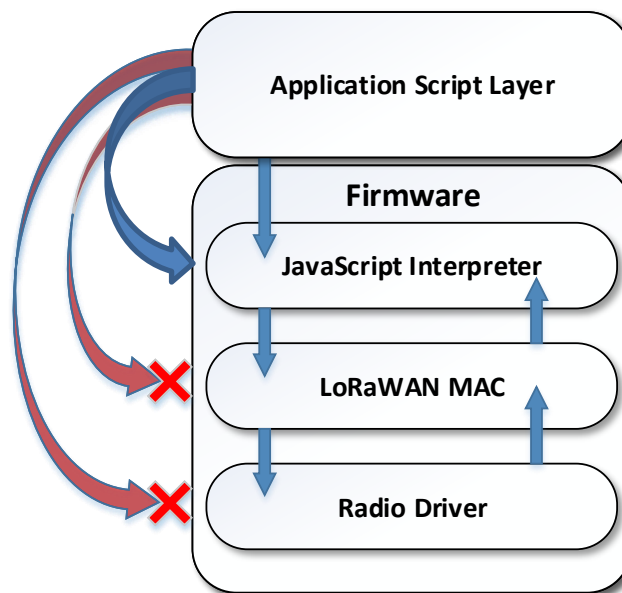 Application Script Layer
Firmware
JavaScript Interpreter
LoRaWAN MAC
Radio Driver